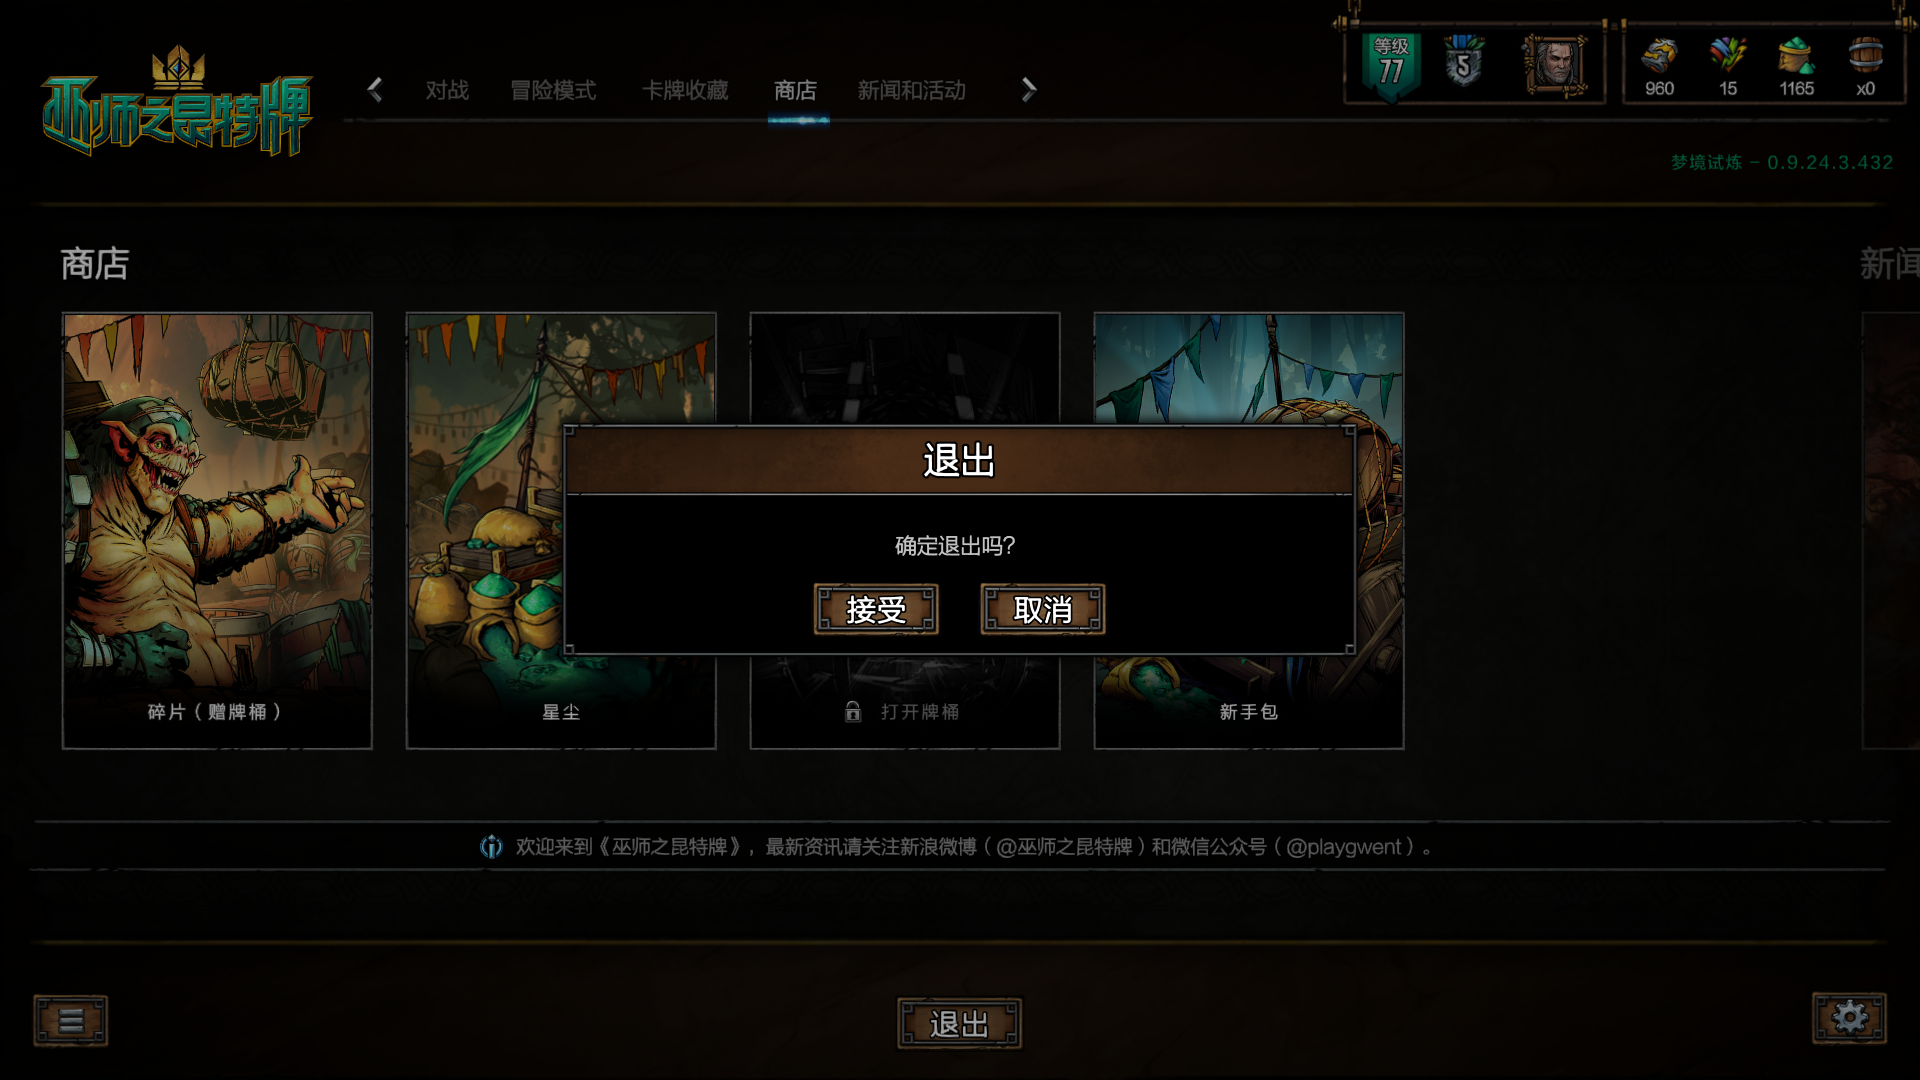 巫师之昆特牌
对战 冒险模式 卡牌收藏 商店 新闻和活动
等级
77
5
960 15 1165 x0
梦境试炼 – 0.9.24.3.432
商店
新闻
退出
确定退出吗?
接受 取消
碎片(赠牌桶) 星尘 打开牌桶 新手包
欢迎来到《巫师之昆特牌》,最新资讯请关注新浪微博(@巫师之昆特牌)和微信公众号(@playgwent)。
退出